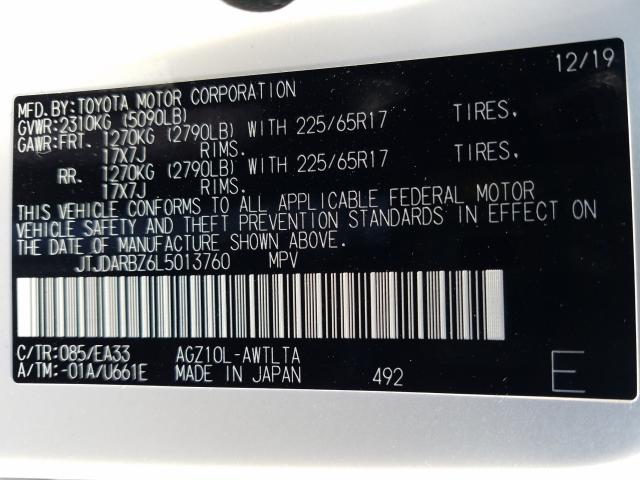 12/19
MFD.BY:TOYOTA MOTOR CORPORATION
GVWR:2310KG (5090LB)
GAWR:FRT. 1270KG (2790LB) WITH 225/65R17 TIRES,
17X7J RIMS.
RR. 1270KG (2790LB) WITH 225/65R17 TIRES,
17X7J RIMS.
THIS VEHICLE CONFORMS TO ALL APPLICABLE FEDERAL MOTOR
VEHICLE SAFETY AND THEFT PREVENTION STANDARDS IN EFFECT ON
THE DATE OF MANUFACTURE SHOWN ABOVE.
JTJDARBZ6L5013760 MPV
C/TR:085/EA33 AGZ10L-AWTLTA
A/TM:-01A/U661E MADE IN JAPAN 492 E